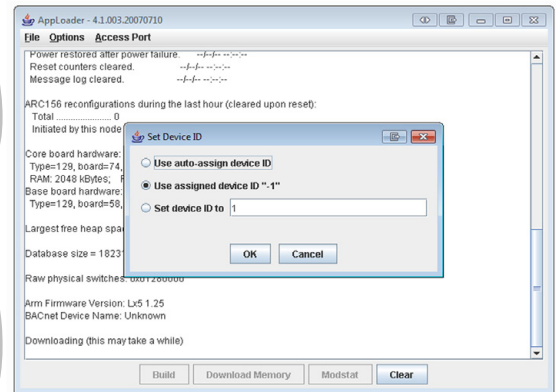 AppLoader - 4.1.003.20070710
File Options Access Port
Power restored after power failure. --/--/-- --:--:--
Reset counters cleared. --/--/-- --:--:--
Message log cleared. --/--/-- --:--:--
ARC156 reconfigurations during the last hour (cleared upon reset):
Total ...................... 0
Initiated by this node
Core board hardware:
Type=129, board=74,
RAM: 2048 kBytes;
Base board hardware:
Type=129, board=58,
Largest free heap spa
Database size = 1823
Raw physical switches: 0x01280000
Arm Firmware Version: Lx5 1.25
BACnet Device Name: Unknown
Downloading (this may take a while)
Set Device ID
Use auto-assign device ID
Use assigned device ID "-1"
Set device ID to 1
OK Cancel
Build Download Memory Modstat Clear